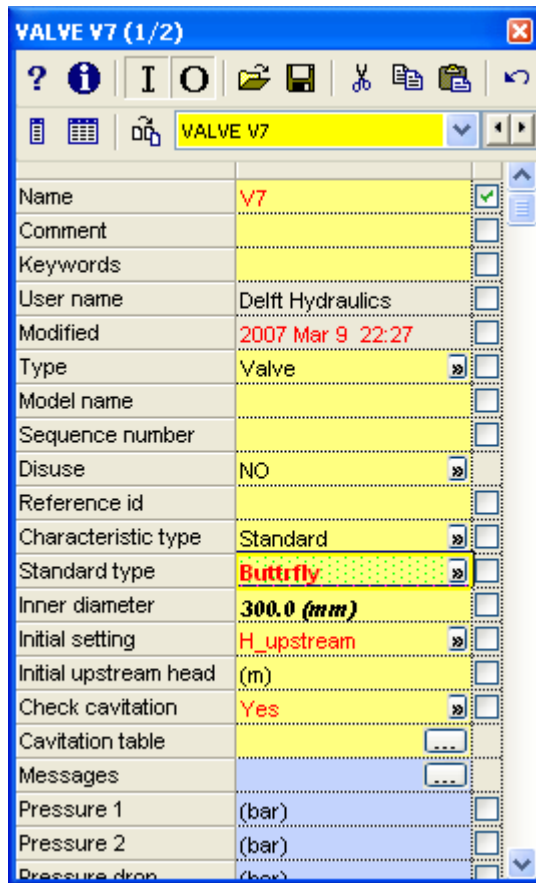 VALVE V7 (1/2)
VALVE V7
Name V7
Comment
Keywords
User name Delft Hydraulics
Modified 2007 Mar 9 22:27
Type Valve
Model name
Sequence number
Disuse NO
Reference id
Characteristic type Standard
Standard type Buttrfly
Inner diameter 300.0 (mm)
Initial setting H_upstream
Initial upstream head (m)
Check cavitation Yes
Cavitation table ...
Messages ...
Pressure 1 (bar)
Pressure 2 (bar)
Pressure drop (bar)